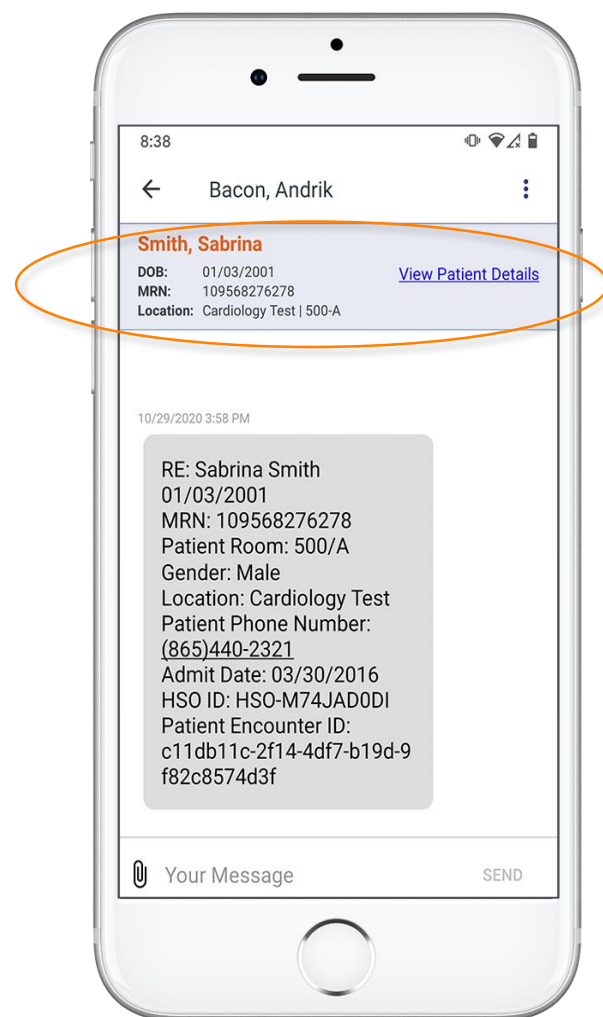 8:38
Bacon, Andrik
Smith, Sabrina
DOB: 01/03/2001
View Patient Details
MRN: 109568276278
Location: Cardiology Test | 500-A
10/29/2020 3:58 PM
RE: Sabrina Smith
01/03/2001
MRN: 109568276278
Patient Room: 500/A
Gender: Male
Location: Cardiology Test
Patient Phone Number:
(865)440-2321
Admit Date: 03/30/2016
HSO ID: HSO-M74JAD0DI
Patient Encounter ID:
c11db11c-2f14-4df7-b19d-9
f82c8574d3f
Your Message
SEND